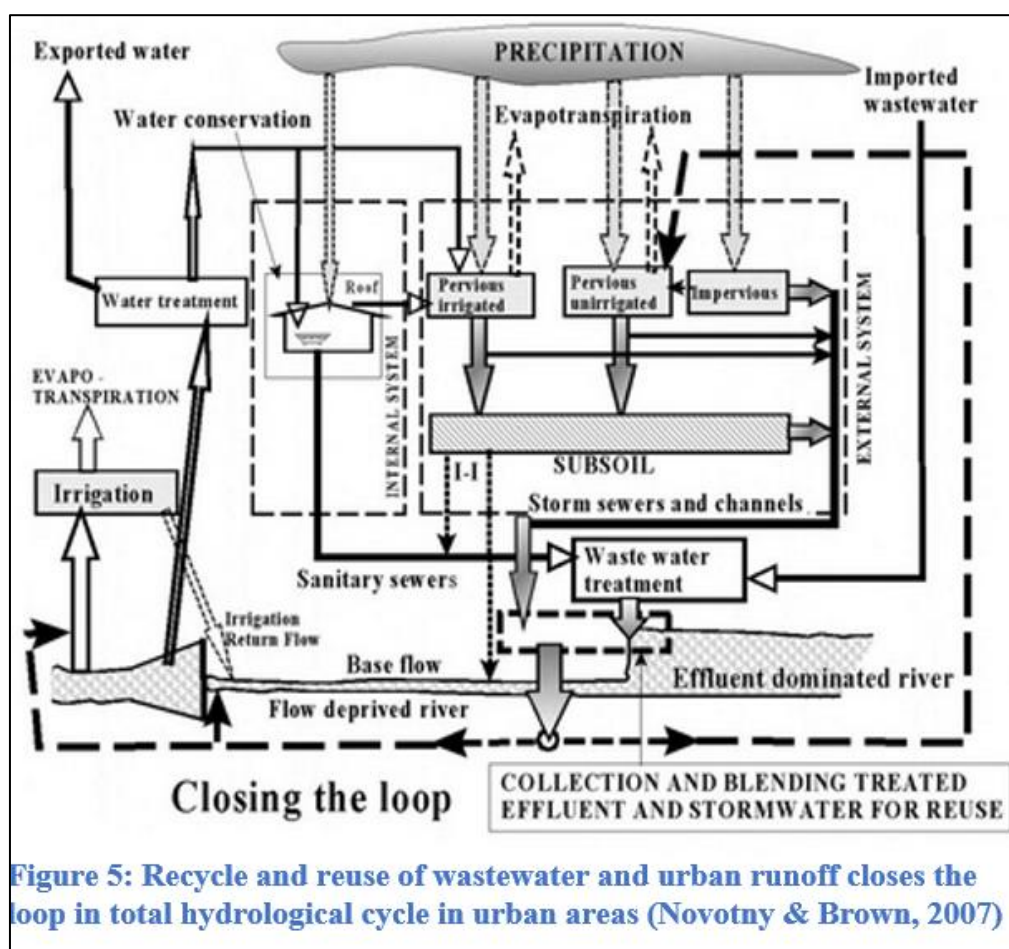 Exported water
PRECIPITATION
Imported
wastewater
Water conservation
Evapotranspiration
Roof
Water treatment
Pervious
irrigated
Pervious
unirrigated
Impervious
INTERNAL SYSTEM
EXTERNAL SYSTEM
EVAPO -
TRANSPIRATION
Irrigation
I-I
SUBSOIL
Storm sewers and channels
Sanitary sewers
Waste water
treatment
Irrigation
Return Flow
Base flow
Flow deprived river
Effluent dominated river
Closing the loop
COLLECTION AND BLENDING TREATED
EFFLUENT AND STORMWATER FOR REUSE
Figure 5: Recycle and reuse of wastewater and urban runoff closes the
loop in total hydrological cycle in urban areas (Novotny & Brown, 2007)